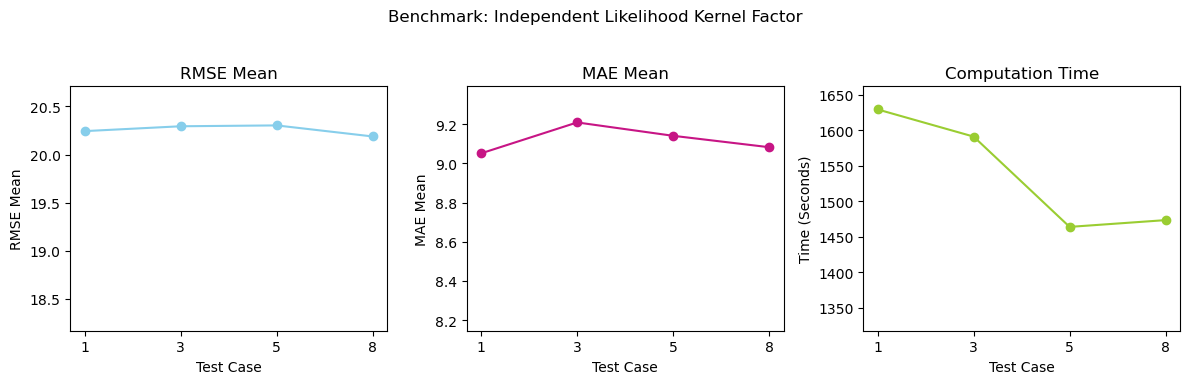 Benchmark: Independent Likelihood Kernel Factor
RMSE Mean
20.5
20.0
19.5
19.0
18.5
RMSE Mean
1 3 5 8
Test Case
MAE Mean
9.2
9.0
8.8
8.6
8.4
8.2
MAE Mean
1 3 5 8
Test Case
Computation Time
1650
1600
1550
1500
1450
1400
1350
Time (Seconds)
1 3 5 8
Test Case